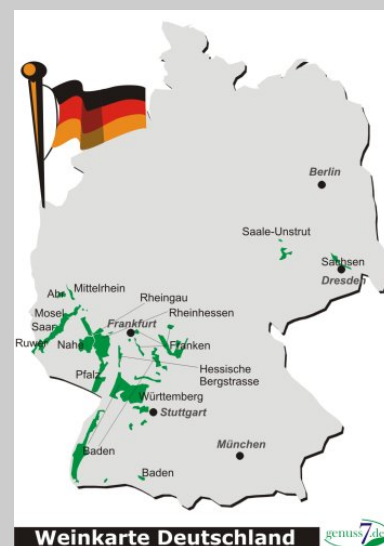 Berlin
Saale-Unstrut
Sachsen
Dresden
Mittelrhein
Ahr
Rheingau
Mosel
Rheinhessen
Saar
Frankfurt
Ruwer
Nahe
Franken
Hessische
Bergstrasse
Pfalz
Württemberg
Stuttgart
Baden
München
Baden
Weinkarte Deutschland
genuss7.de